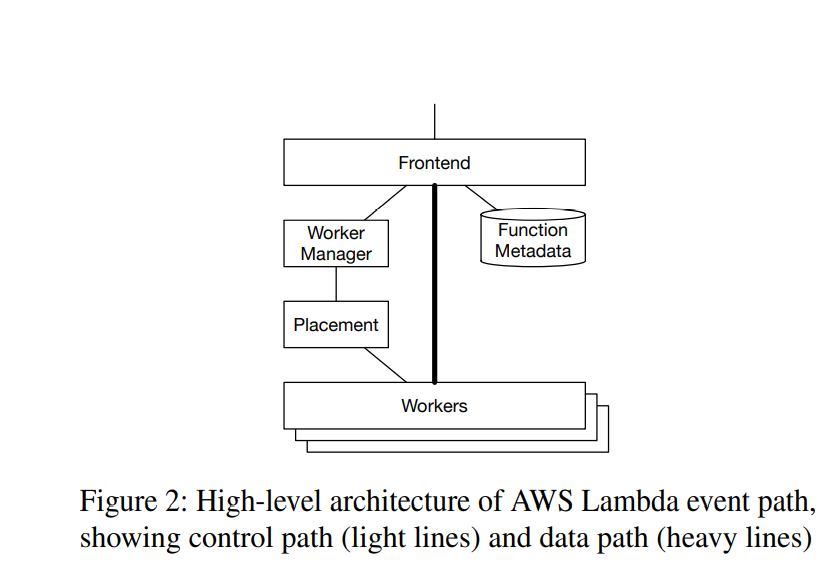 Frontend
Worker
Manager
Function
Metadata
Placement
Workers
Figure 2: High-level architecture of AWS Lambda event path,
showing control path (light lines) and data path (heavy lines)